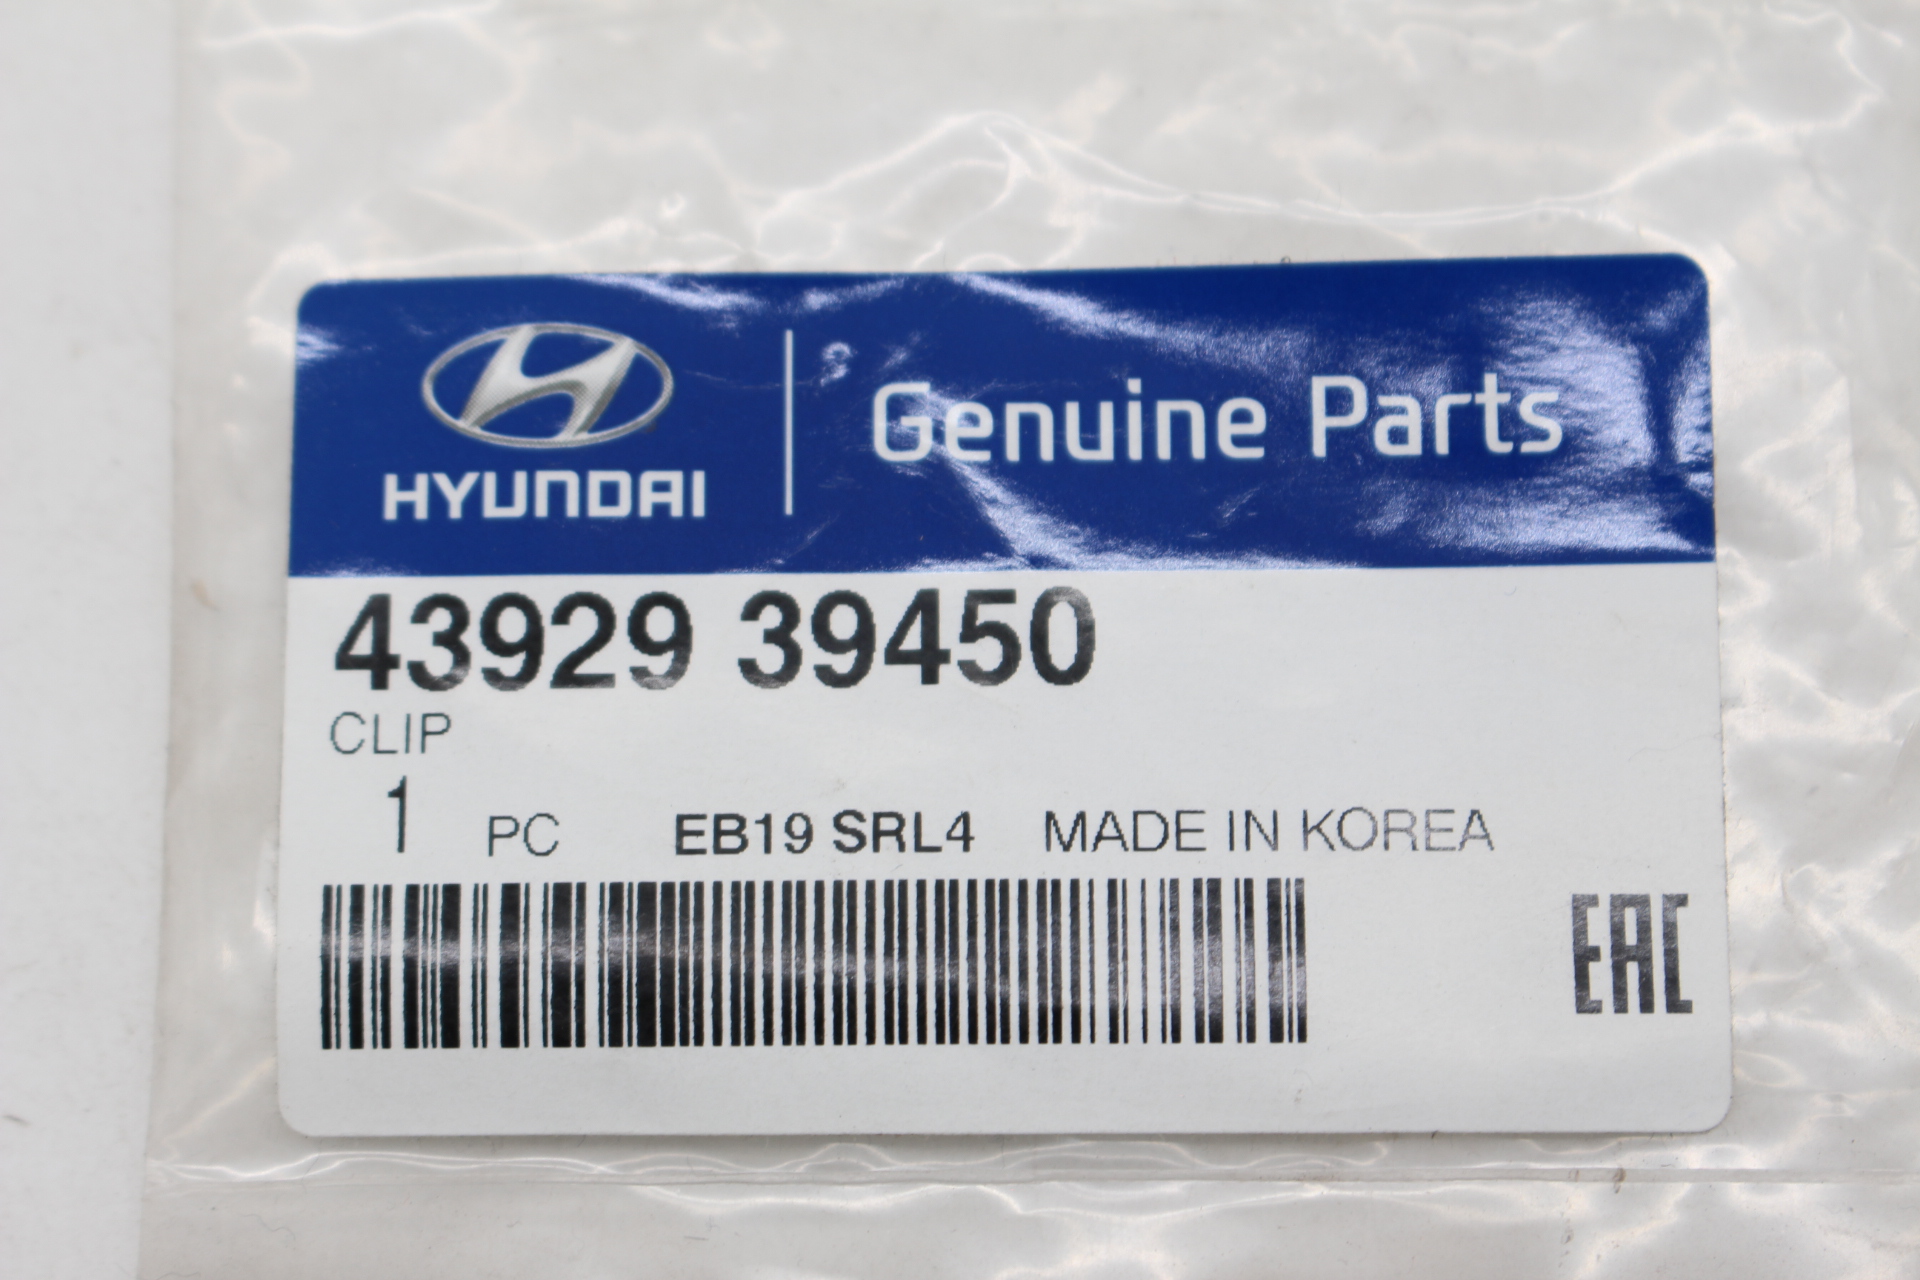 HYUNDAI
Genuine Parts
43929 39450
CLIP
1 PC EB19 SRL4 MADE IN KOREA
EAC